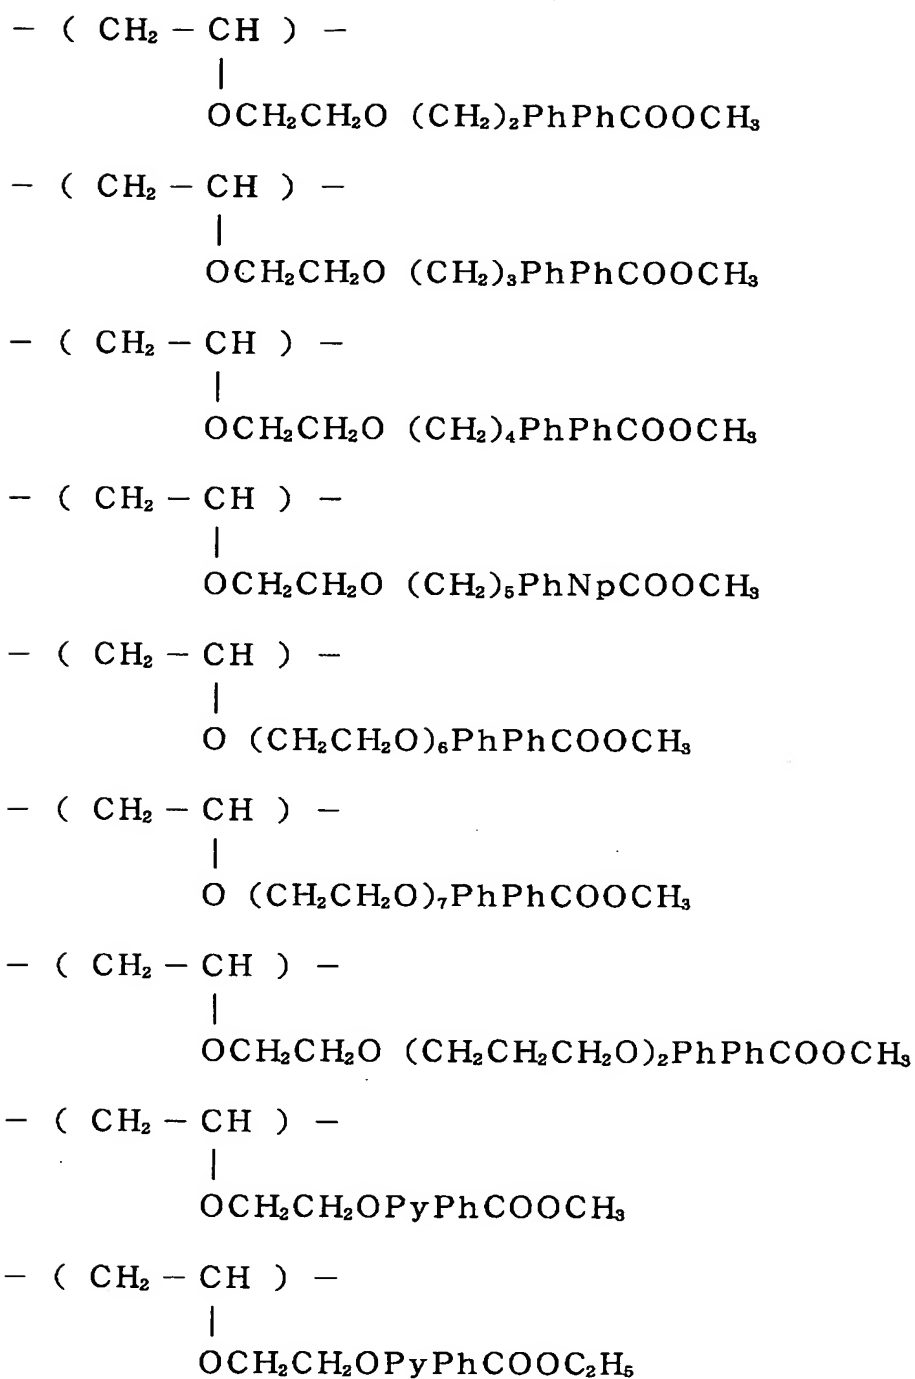 − ( CH₂ − CH ) −
|
OCH₂CH₂O (CH₂)₂PhPhCOOCH₃
− ( CH₂ − CH ) −
|
OCH₂CH₂O (CH₂)₃PhPhCOOCH₃
− ( CH₂ − CH ) −
|
OCH₂CH₂O (CH₂)₄PhPhCOOCH₃
− ( CH₂ − CH ) −
|
OCH₂CH₂O (CH₂)₅PhNpCOOCH₃
− ( CH₂ − CH ) −
|
O (CH₂CH₂O)₆PhPhCOOCH₃
− ( CH₂ − CH ) −
|
O (CH₂CH₂O)₇PhPhCOOCH₃
− ( CH₂ − CH ) −
|
OCH₂CH₂O (CH₂CH₂CH₂O)₂PhPhCOOCH₃
− ( CH₂ − CH ) −
|
OCH₂CH₂OPyPhCOOCH₃
− ( CH₂ − CH ) −
|
OCH₂CH₂OPyPhCOOC₂H₅